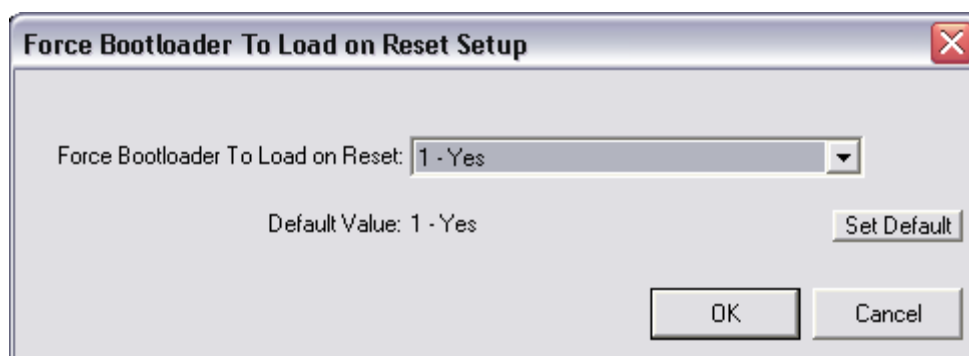 Force Bootloader To Load on Reset Setup
Force Bootloader To Load on Reset: 1 - Yes
Default Value: 1 - Yes Set Default
OK Cancel